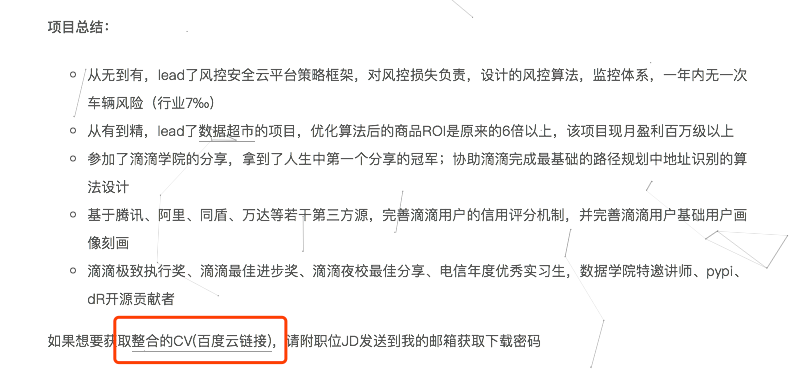 项目总结：
从无到有，lead了风控安全云平台策略框架，对风控损失负责，设计的风控算法，监控体系，一年内无一次
车辆风险（行业7‰）
从有到精，lead了数据超市的项目，优化算法后的商品ROI是原来的6倍以上，该项目现月盈利百万级以上
参加了滴滴学院的分享，拿到了人生中第一个分享的冠军；协助滴滴完成最基础的路径规划中地址识别的算
法设计
基于腾讯、阿里、同盾、万达等若干第三方源，完善滴滴用户的信用评分机制，并完善滴滴用户基础用户画
像刻画
滴滴极致执行奖、滴滴最佳进步奖、滴滴夜校最佳分享、电信年度优秀实习生，数据学院特邀讲师、pypi、
dR开源贡献者
如果想要获取整合的CV(百度云链接)，请附职位JD发送到我的邮箱获取下载密码